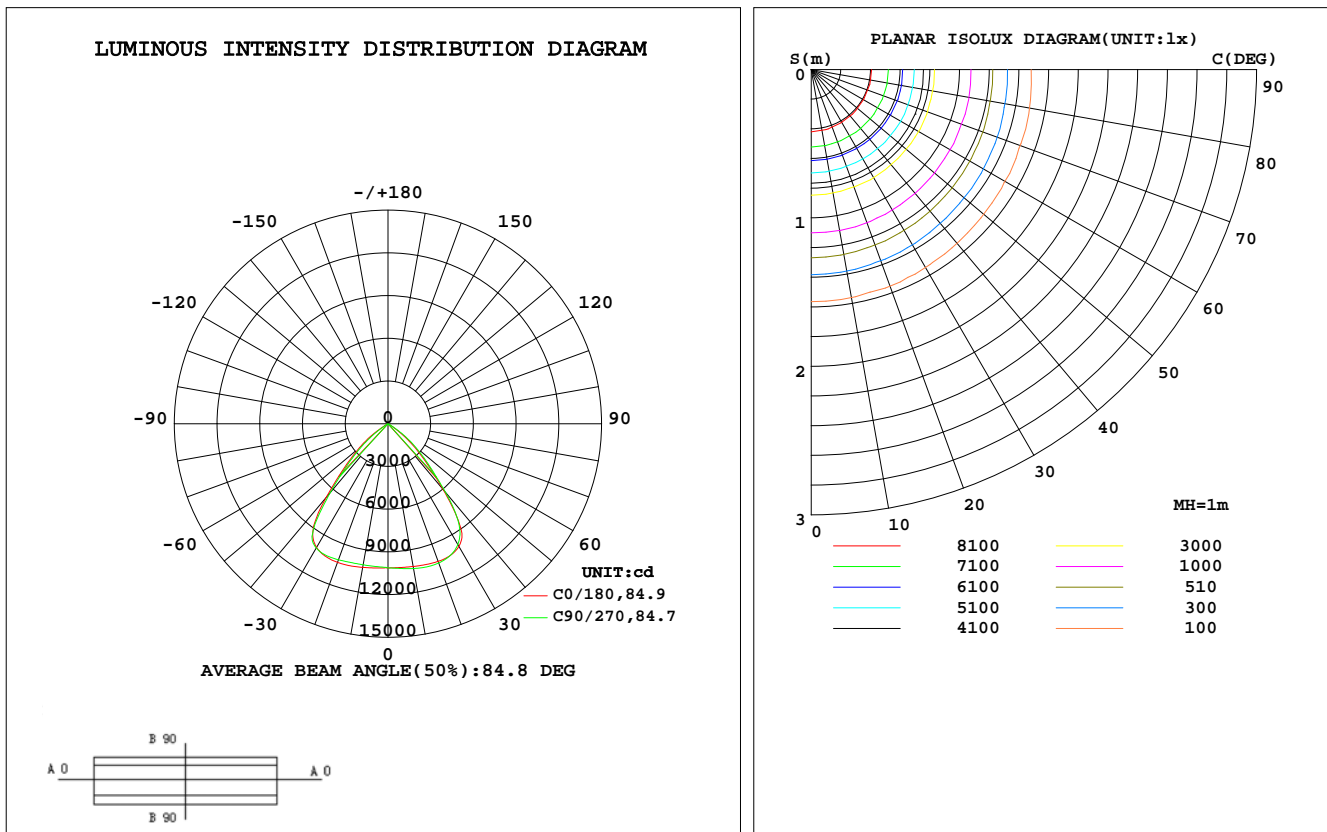 LUMINOUS INTENSITY DISTRIBUTION DIAGRAM
-/+180
-150 150
-120 120
-90 90
0
3000
6000
-60 60
9000
UNIT:cd
12000
C0/180,84.9
C90/270,84.7
-30 30
15000
0
AVERAGE BEAM ANGLE(50%):84.8 DEG
B 90
A 0 A 0
B 90
PLANAR ISOLUX DIAGRAM(UNIT:lx)
S(m) C(DEG)
0 90
80
1
70
60
2
50
40
30
20 MH=1m
3 0 10
8100 3000
7100 1000
6100 510
5100 300
4100 100